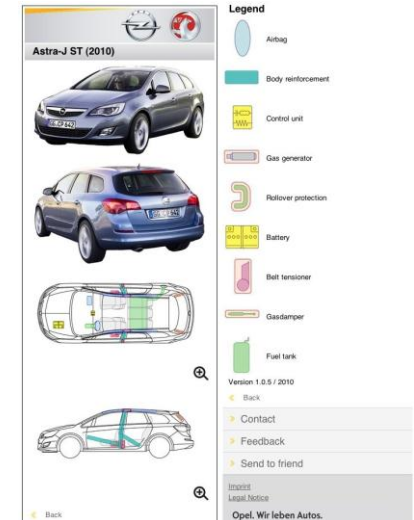 Astra-J ST (2010)
Back
Legend
Airbag
Body reinforcement
Control unit
Gas generator
Rollover protection
Battery
Belt tensioner
Gasdamper
Fuel tank
Version 1.0.5 / 2010
Back
Contact
Feedback
Send to friend
Imprint
Legal Notice
Opel. Wir leben Autos.